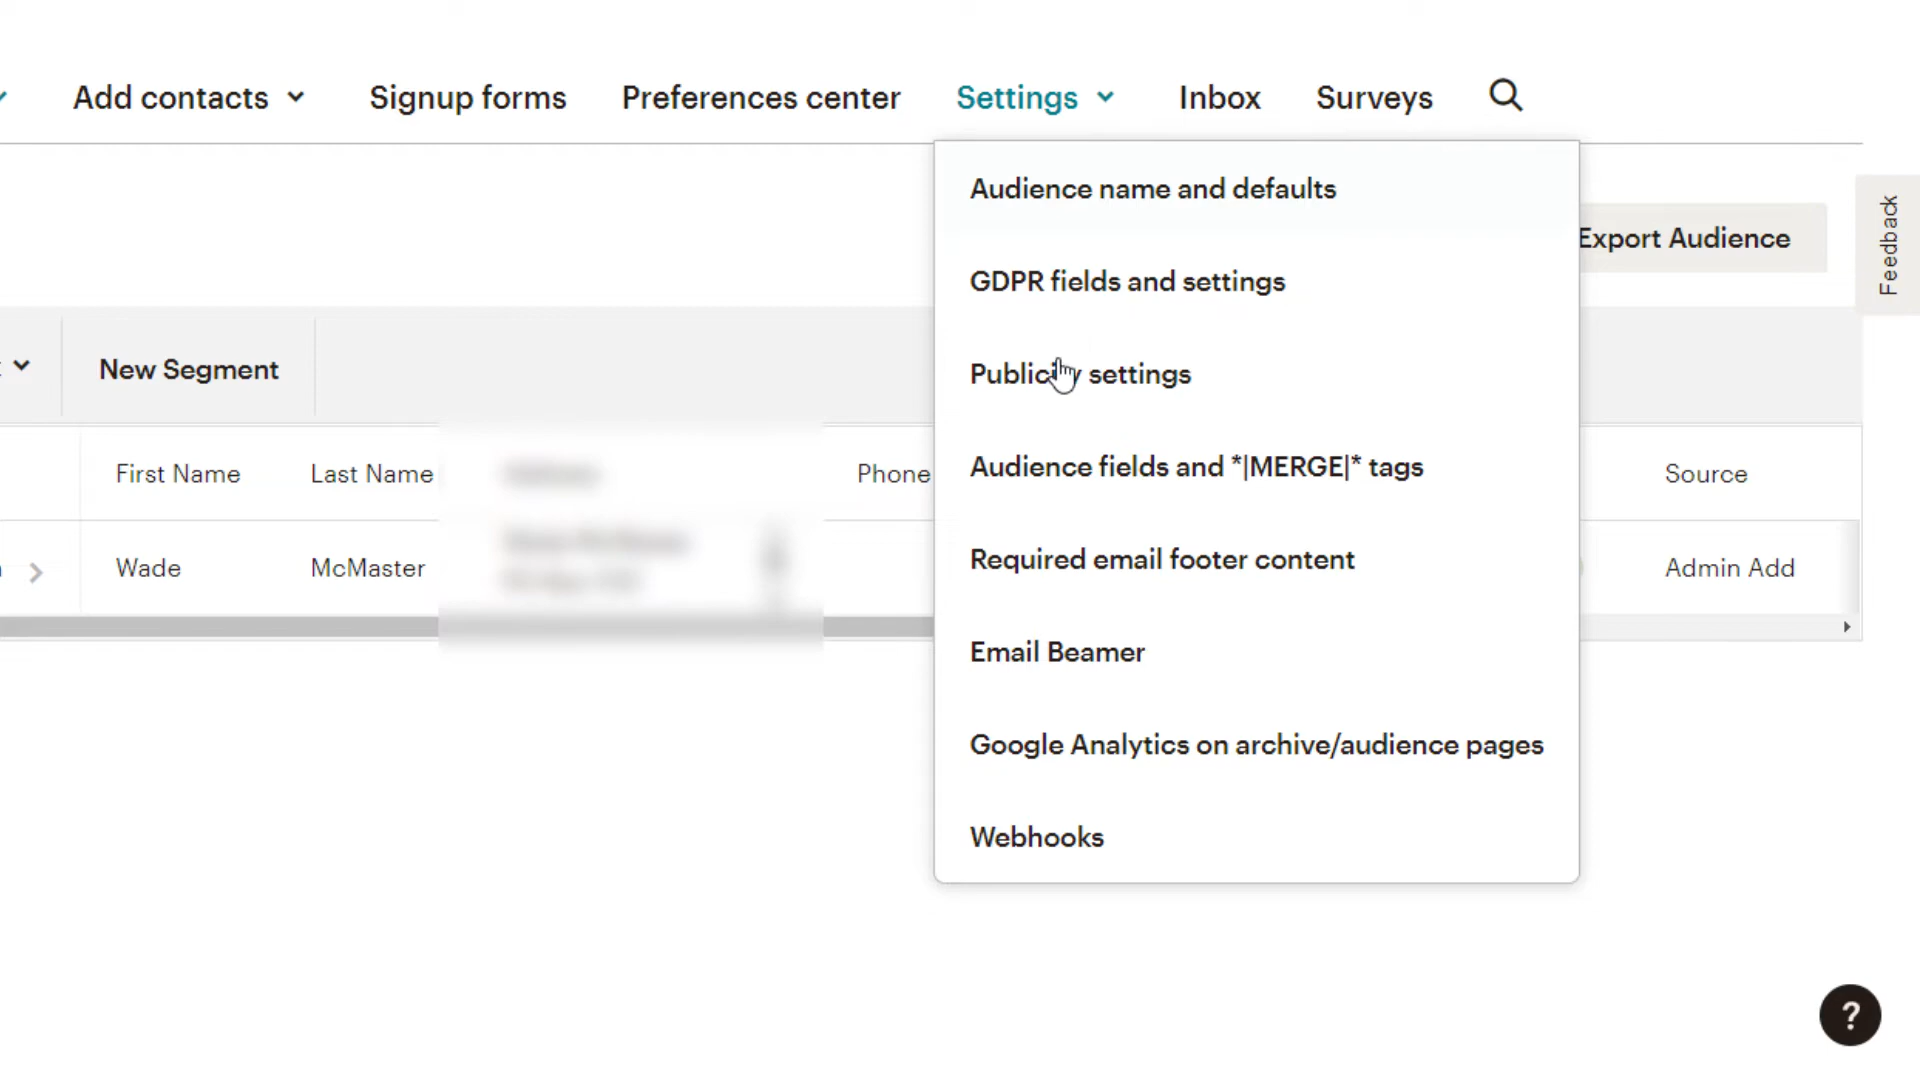 Add contacts
Signup forms
Preferences center
Settings
Inbox
Surveys
Audience name and defaults
GDPR fields and settings
Publicity settings
Audience fields and *|MERGE|* tags
Required email footer content
Email Beamer
Google Analytics on archive/audience pages
Webhooks
Export Audience
Feedback
New Segment
First Name
Last Name
Phone
Source
Wade
McMaster
Admin Add
?